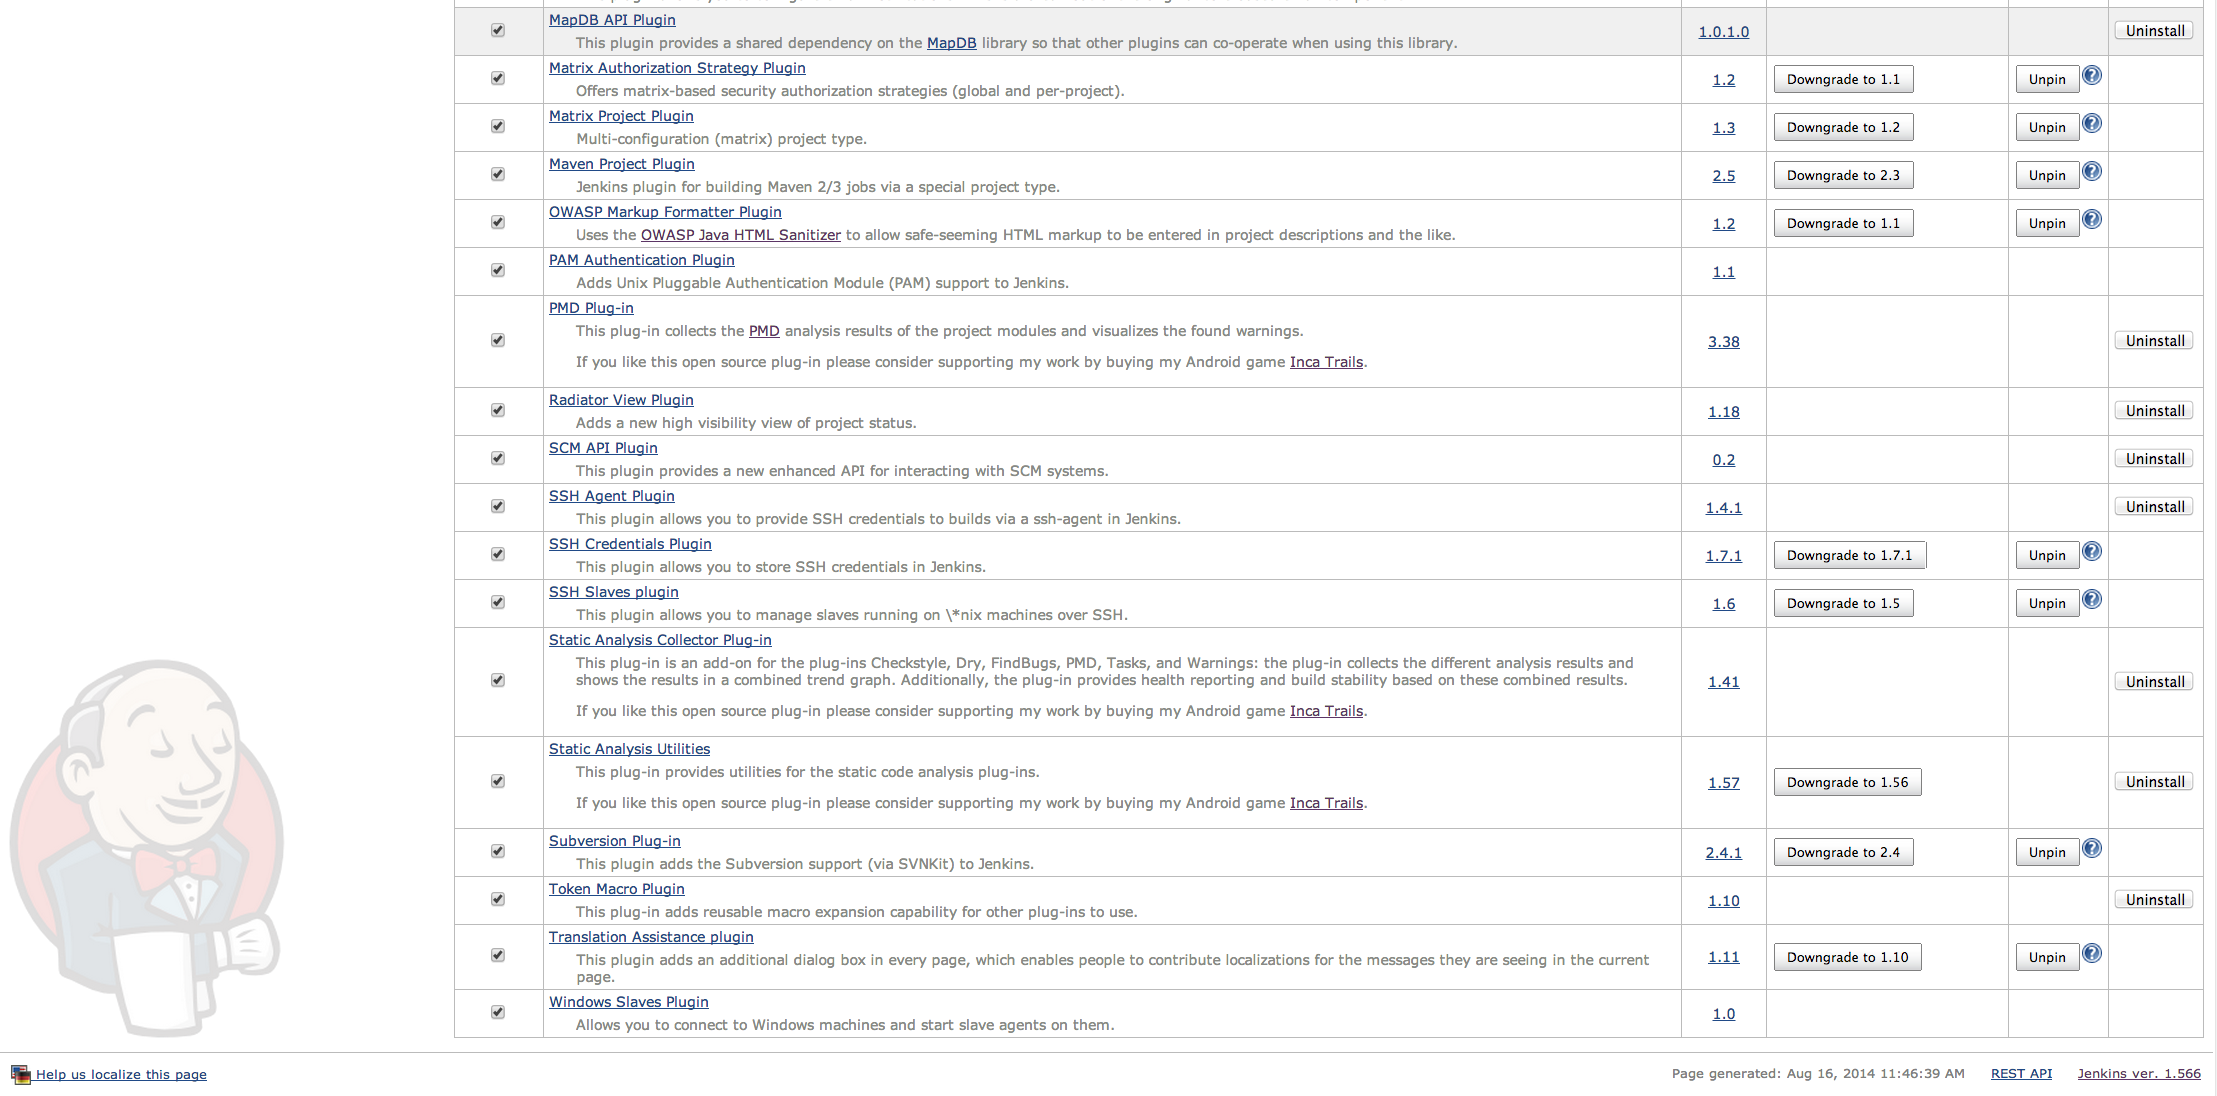 MapDB API Plugin
This plugin provides a shared dependency on the MapDB library so that other plugins can co-operate when using this library.
1.0.1.0
Uninstall
Matrix Authorization Strategy Plugin
Offers matrix-based security authorization strategies (global and per-project).
1.2
Downgrade to 1.1
Unpin
Matrix Project Plugin
Multi-configuration (matrix) project type.
1.3
Downgrade to 1.2
Unpin
Maven Project Plugin
Jenkins plugin for building Maven 2/3 jobs via a special project type.
2.5
Downgrade to 2.3
Unpin
OWASP Markup Formatter Plugin
Uses the OWASP Java HTML Sanitizer to allow safe-seeming HTML markup to be entered in project descriptions and the like.
1.2
Downgrade to 1.1
Unpin
PAM Authentication Plugin
Adds Unix Pluggable Authentication Module (PAM) support to Jenkins.
1.1
PMD Plug-in
This plug-in collects the PMD analysis results of the project modules and visualizes the found warnings.
If you like this open source plug-in please consider supporting my work by buying my Android game Inca Trails.
3.38
Uninstall
Radiator View Plugin
Adds a new high visibility view of project status.
1.18
Uninstall
SCM API Plugin
This plugin provides a new enhanced API for interacting with SCM systems.
0.2
Uninstall
SSH Agent Plugin
This plugin allows you to provide SSH credentials to builds via a ssh-agent in Jenkins.
1.4.1
Uninstall
SSH Credentials Plugin
This plugin allows you to store SSH credentials in Jenkins.
1.7.1
Downgrade to 1.7.1
Unpin
SSH Slaves plugin
This plugin allows you to manage slaves running on \*nix machines over SSH.
1.6
Downgrade to 1.5
Unpin
Static Analysis Collector Plug-in
This plug-in is an add-on for the plug-ins Checkstyle, Dry, FindBugs, PMD, Tasks, and Warnings: the plug-in collects the different analysis results and
shows the results in a combined trend graph. Additionally, the plug-in provides health reporting and build stability based on these combined results.
If you like this open source plug-in please consider supporting my work by buying my Android game Inca Trails.
1.41
Uninstall
Static Analysis Utilities
This plug-in provides utilities for the static code analysis plug-ins.
If you like this open source plug-in please consider supporting my work by buying my Android game Inca Trails.
1.57
Downgrade to 1.56
Uninstall
Subversion Plug-in
This plugin adds the Subversion support (via SVNKit) to Jenkins.
2.4.1
Downgrade to 2.4
Unpin
Token Macro Plugin
This plug-in adds reusable macro expansion capability for other plug-ins to use.
1.10
Uninstall
Translation Assistance plugin
This plugin adds an additional dialog box in every page, which enables people to contribute localizations for the messages they are seeing in the current
page.
1.11
Downgrade to 1.10
Unpin
Windows Slaves Plugin
Allows you to connect to Windows machines and start slave agents on them.
1.0
Help us localize this page
Page generated: Aug 16, 2014 11:46:39 AM
REST API
Jenkins ver. 1.566